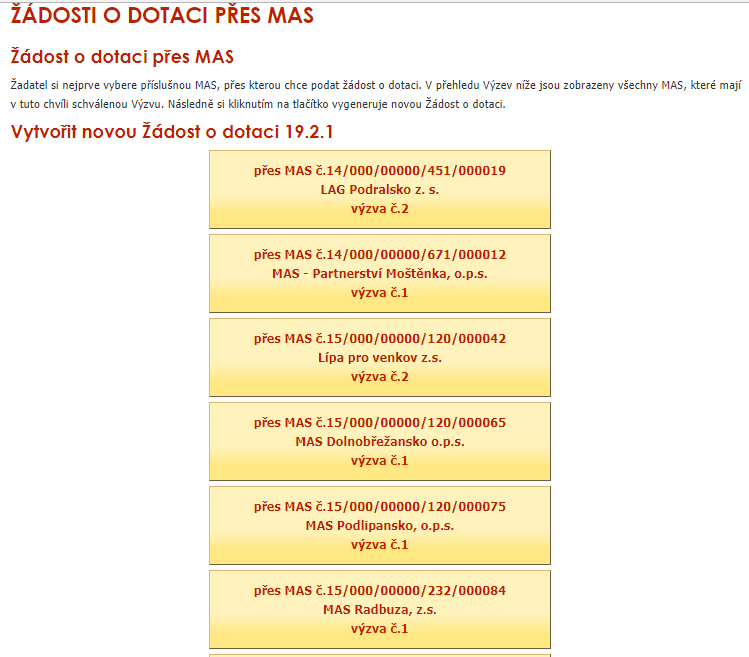 ŽÁDOSTI O DOTACI PŘES MAS
Žádost o dotaci přes MAS
Žadatel si nejprve vybere příslušnou MAS, přes kterou chce podat žádost o dotaci. V přehledu Výzev níže jsou zobrazeny všechny MAS, které mají
v tuto chvíli schválenou Výzvu. Následně si kliknutím na tlačítko vygeneruje novou Žádost o dotaci.
Vytvořit novou Žádost o dotaci 19.2.1
přes MAS č.14/000/00000/451/000019
LAG Podralsko z. s.
výzva č.2
přes MAS č.14/000/00000/671/000012
MAS - Partnerství Moštěnka, o.p.s.
výzva č.1
přes MAS č.15/000/00000/120/000042
Lípa pro venkov z.s.
výzva č.2
přes MAS č.15/000/00000/120/000065
MAS Dolnobřežansko o.p.s.
výzva č.1
přes MAS č.15/000/00000/120/000075
MAS Podlipansko, o.p.s.
výzva č.1
přes MAS č.15/000/00000/232/000084
MAS Radbuza, z.s.
výzva č.1